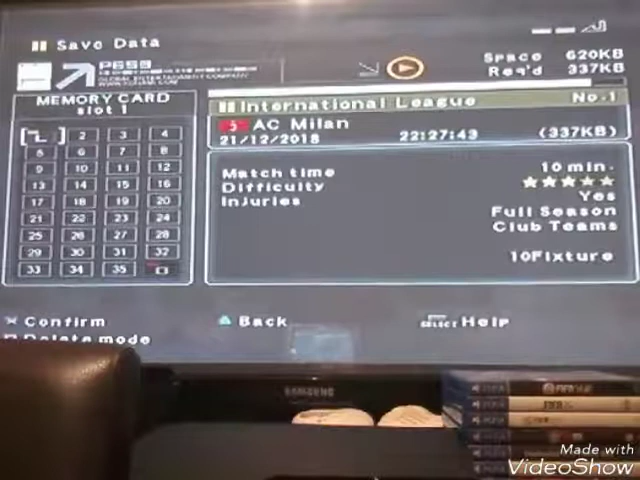 Save Data
PES
Space 620KB
Req'd 337KB
MEMORY CARD
slot 1
2 3 4
5 6 7 8
9 10 11 12
13 14 15 16
17 18 19 20
21 22 23 24
25 26 27 28
29 30 31 32
33 34 35
International League No.1
AC Milan
21/12/2018 22:27:43 (337KB)
Match time 10 min.
Difficulty ★★★★★
Injuries Yes
Full Season
Club Teams
10Fixture
Confirm
Back
SELECT Help
Delete mode
SAMSUNG
Made with
VideoShow